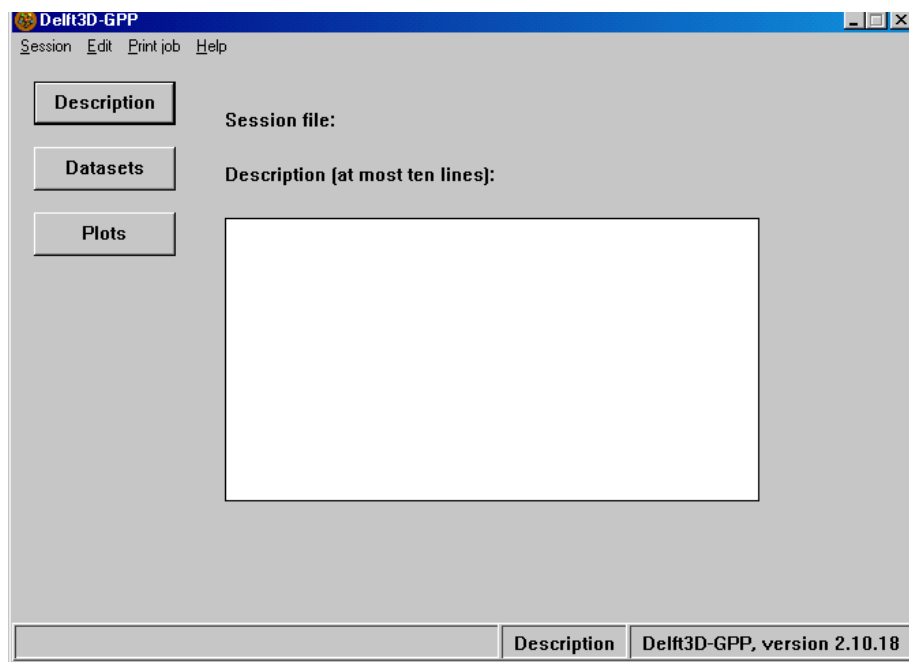 Delft3D-GPP
Session Edit Print job Help
Description
Session file:
Datasets
Description (at most ten lines):
Plots
Description Delft3D-GPP, version 2.10.18